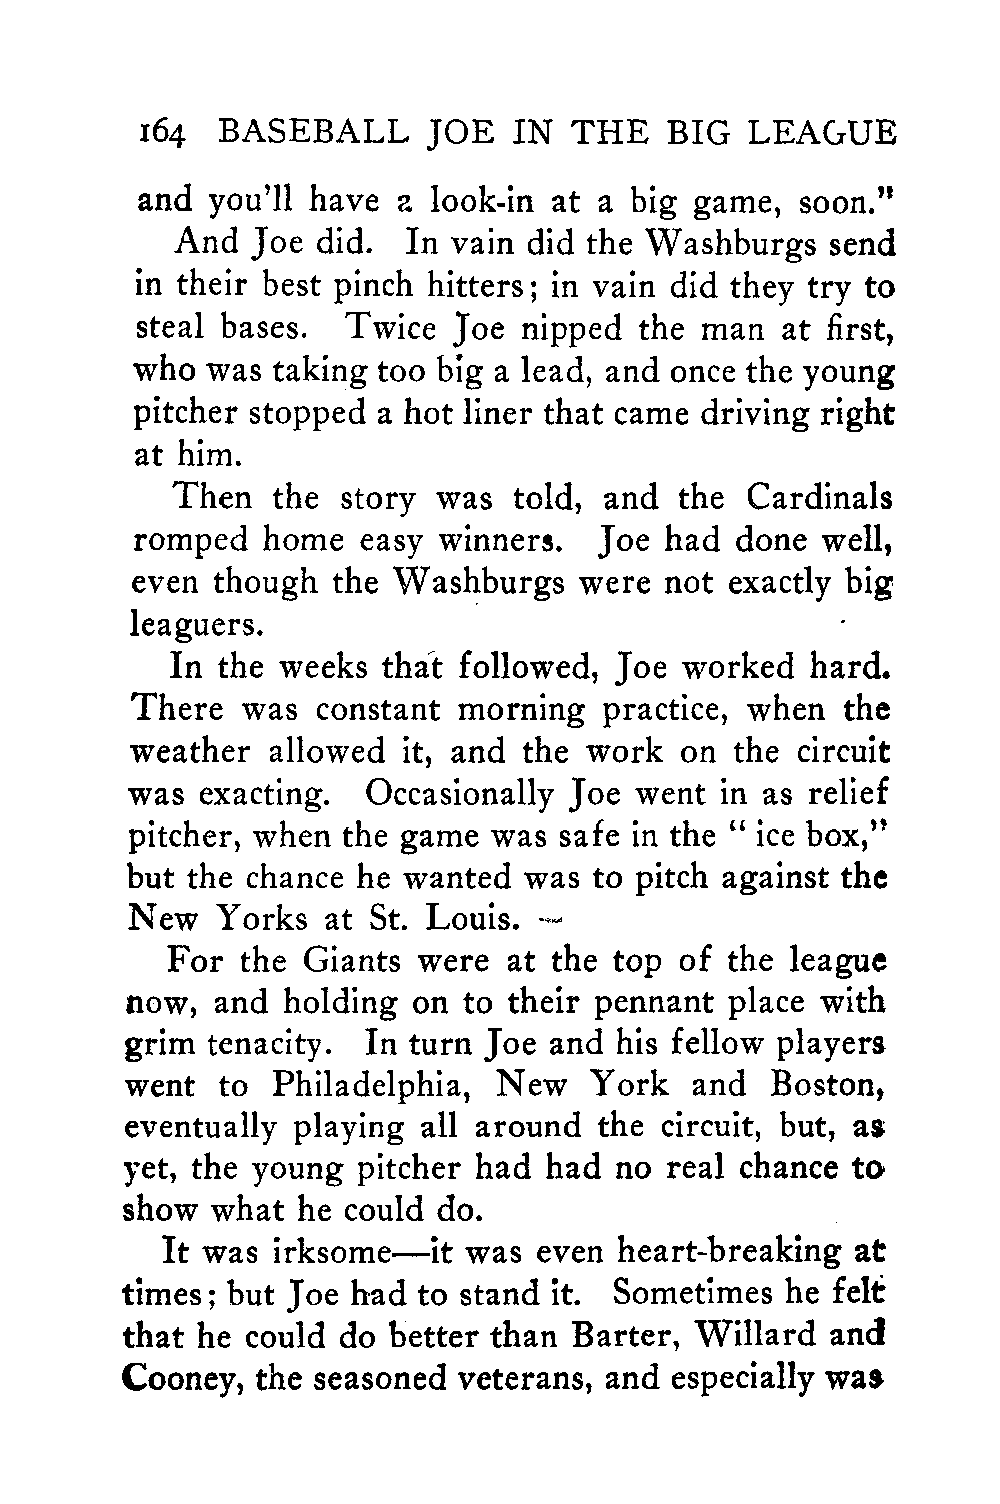 164 BASEBALL JOE IN THE BIG LEAGUE
and you'll have a look-in at a big game, soon."
And Joe did. In vain did the Washburgs send
in their best pinch hitters; in vain did they try to
steal bases. Twice Joe nipped the man at first,
who was taking too big a lead, and once the young
pitcher stopped a hot liner that came driving right
at him.
Then the story was told, and the Cardinals
romped home easy winners. Joe had done well,
even though the Washburgs were not exactly big
leaguers.
In the weeks that followed, Joe worked hard.
There was constant morning practice, when the
weather allowed it, and the work on the circuit
was exacting. Occasionally Joe went in as relief
pitcher, when the game was safe in the "ice box,"
but the chance he wanted was to pitch against the
New Yorks at St. Louis.
For the Giants were at the top of the league
now, and holding on to their pennant place with
grim tenacity. In turn Joe and his fellow players
went to Philadelphia, New York and Boston,
eventually playing all around the circuit, but, as
yet, the young pitcher had had no real chance to
show what he could do.
It was irksome—it was even heart-breaking at
times; but Joe had to stand it. Sometimes he felt
that he could do better than Barter, Willard and
Cooney, the seasoned veterans, and especially was